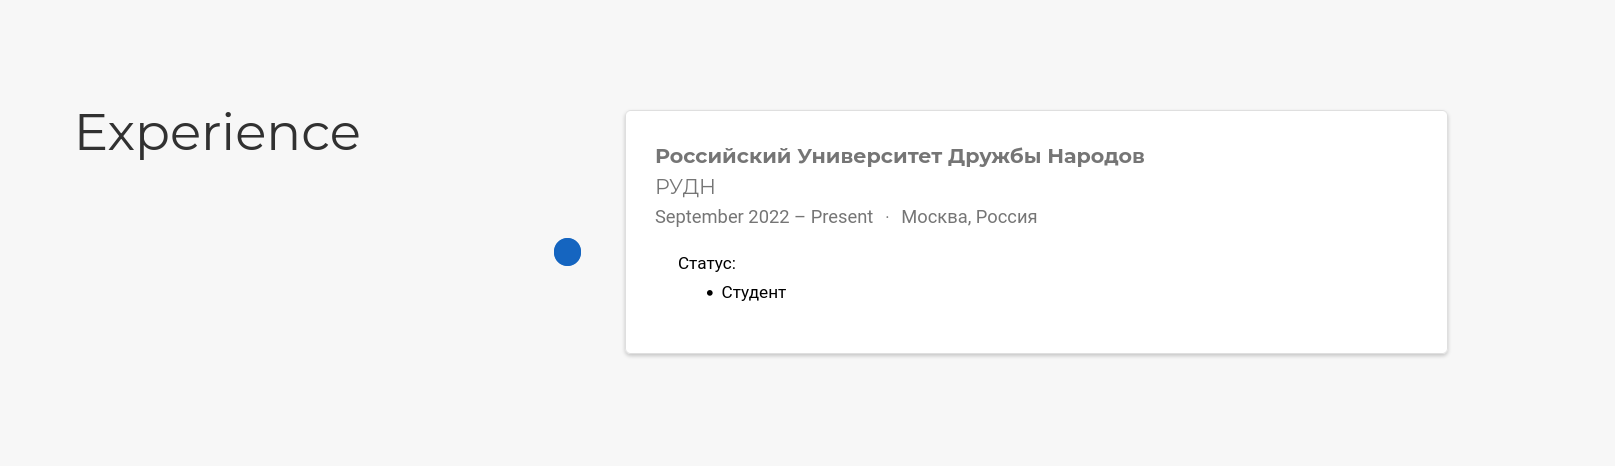 Experience
Российский Университет Дружбы Народов
РУДН
September 2022 – Present · Москва, Россия
Статус:
• Студент